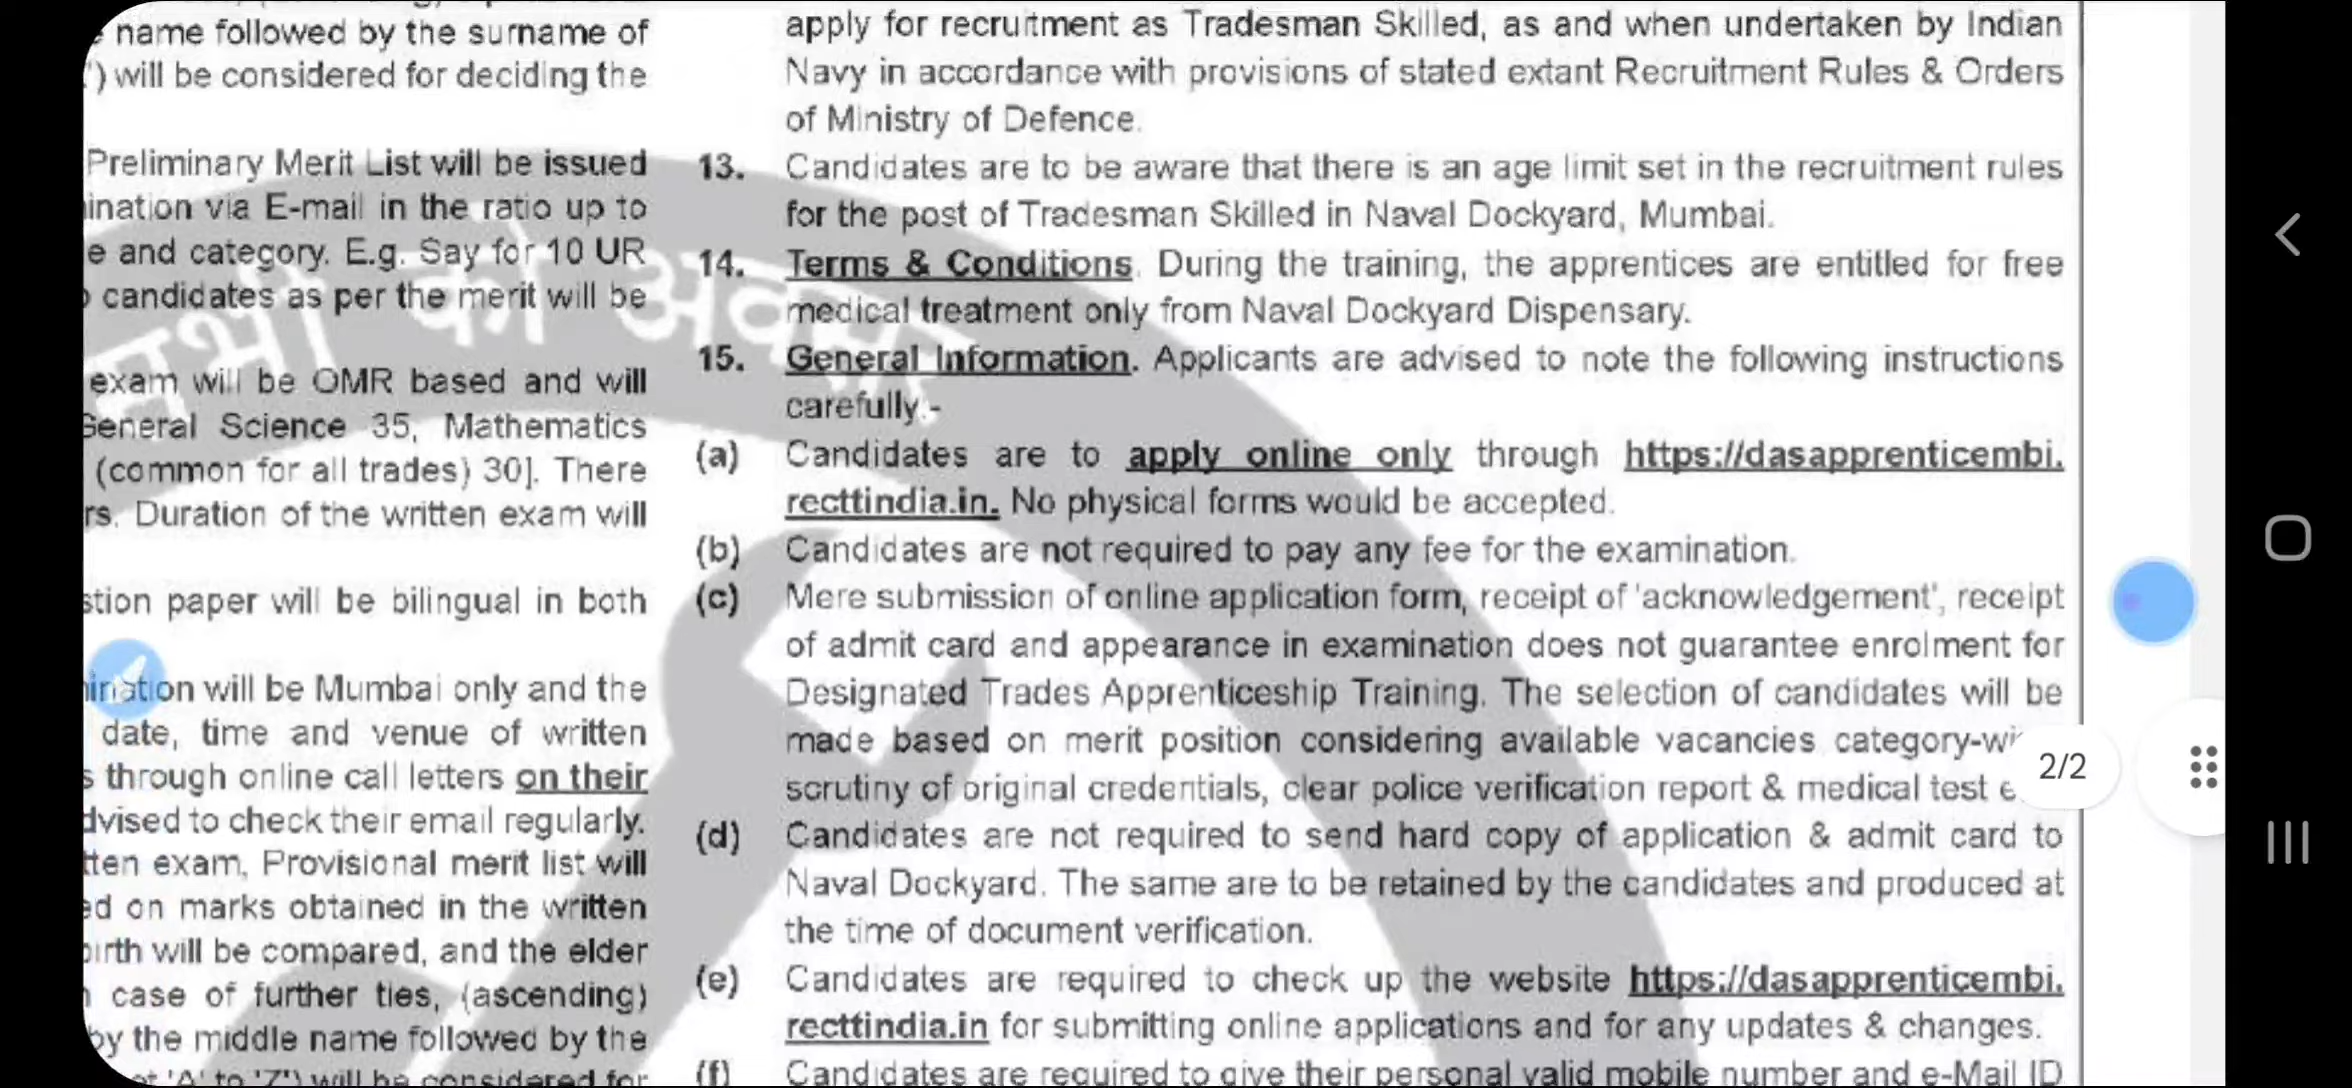 name followed by the surname of
') will be considered for deciding the
Preliminary Merit List will be issued
ination via E-mail in the ratio up to
e and category. E.g. Say for 10 UR
candidates as per the merit will be
exam will be OMR based and will
General Science 35, Mathematics
(common for all trades) 30]. There
rs. Duration of the written exam will
stion paper will be bilingual in both
ination will be Mumbai only and the
date, time and venue of written
s through online call letters on their
dvised to check their email regularly.
tten exam, Provisional merit list will
ed on marks obtained in the written
birth will be compared, and the elder
case of further ties, (ascending)
by the middle name followed by the
'A' to 'Z') will be considered for
apply for recruitment as Tradesman Skilled, as and when undertaken by Indian
Navy in accordance with provisions of stated extant Recruitment Rules & Orders
of Ministry of Defence.
13. Candidates are to be aware that there is an age limit set in the recruitment rules
for the post of Tradesman Skilled in Naval Dockyard, Mumbai.
14. Terms & Conditions. During the training, the apprentices are entitled for free
medical treatment only from Naval Dockyard Dispensary.
15. General Information. Applicants are advised to note the following instructions
carefully:-
(a) Candidates are to apply online only through https://dasapprenticembi.
recttindia.in. No physical forms would be accepted.
(b) Candidates are not required to pay any fee for the examination.
(c) Mere submission of online application form, receipt of 'acknowledgement', receipt
of admit card and appearance in examination does not guarantee enrolment for
Designated Trades Apprenticeship Training. The selection of candidates will be
made based on merit position considering available vacancies category-wi
scrutiny of original credentials, clear police verification report & medical test e
(d) Candidates are not required to send hard copy of application & admit card to
Naval Dockyard. The same are to be retained by the candidates and produced at
the time of document verification.
(e) Candidates are required to check up the website https://dasapprenticembi.
recttindia.in for submitting online applications and for any updates & changes.
(f) Candidates are required to give their personal valid mobile number and e-Mail ID
सभी को अवसर
2/2